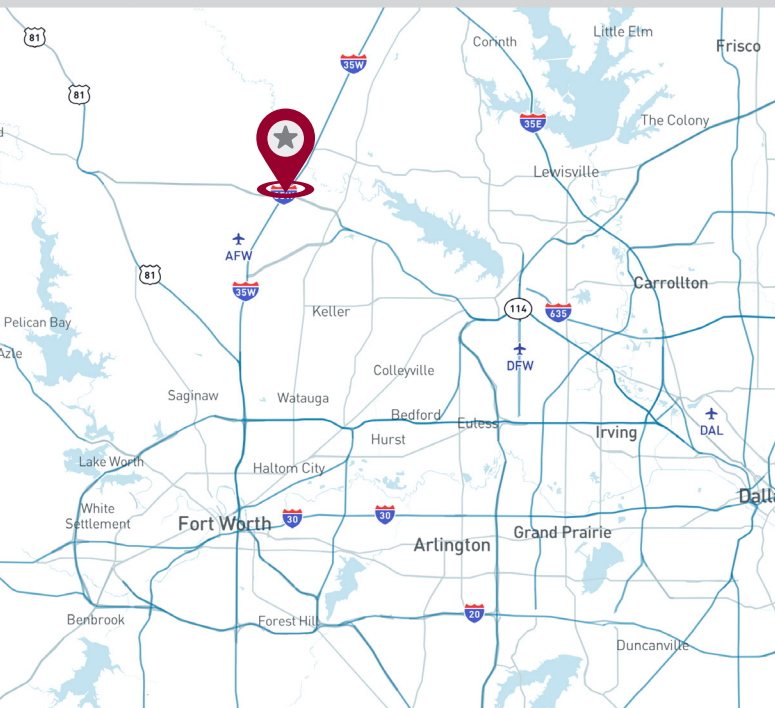 81
Corinth
Little Elm
Frisco
35W
81
35E
The Colony
Lewisville
AFW
81
35W
Carrollton
Keller
114
635
Pelican Bay
Azle
DFW
Colleyville
Saginaw
Watauga
Bedford
Euless
Irving
DAL
Hurst
Lake Worth
Haltom City
White
Settlement
Fort Worth
30
30
Arlington
Grand Prairie
Dall
Benbrook
Forest Hill
20
Duncanville